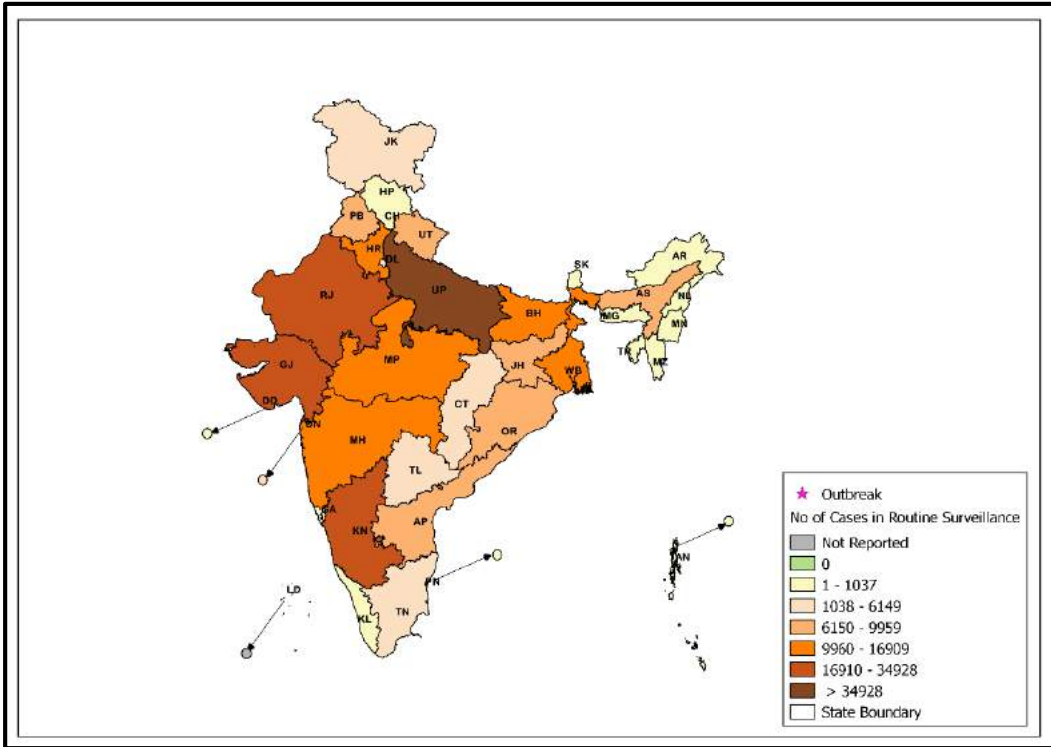 JK
HP
CH
PB
UT
HR
DL
AR
SK
RJ
UP
AS
NL
BH
MG
MN
GJ
MP
JH
WB
TR
MZ
DD
CT
DN
OR
MH
TL
GA
KN
AP
AN
PN
LD
TN
KL
Outbreak
No of Cases in Routine Surveillance
Not Reported
0
1 - 1037
1038 - 6149
6150 - 9959
9960 - 16909
16910 - 34928
> 34928
State Boundary